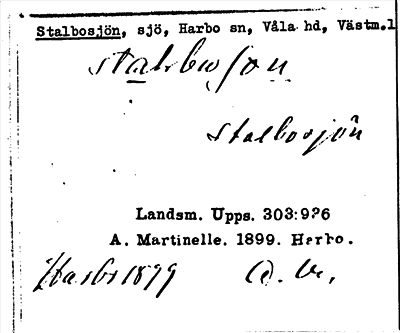 Stalbosjön, sjö, Harbo sn, Våla hd, Västm.l
stalbosjön
Stalbosjön
Landsm. Upps. 303:926
A. Martinelle. 1899. Harbo.
Harbo 1899 A. M.